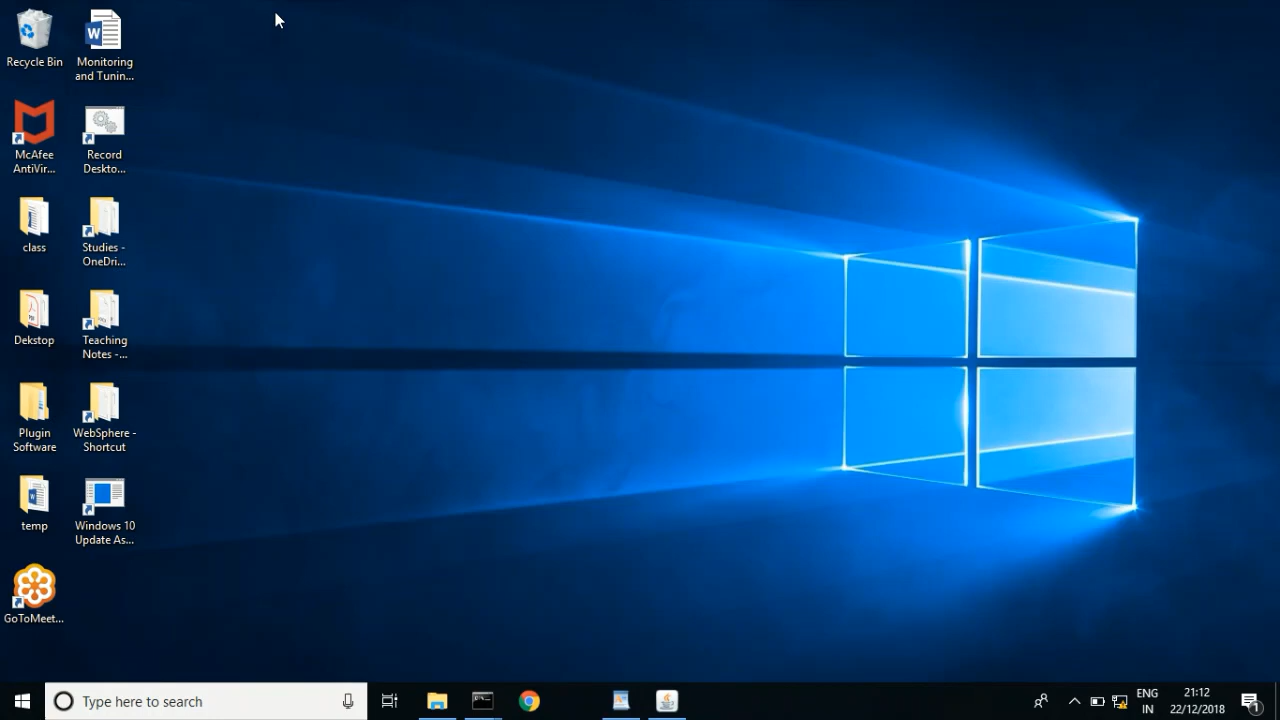 Recycle Bin
Monitoring
and Tunin...
McAfee
AntiVir...
Record
Deskto...
class
Studies -
OneDri...
Dekstop
Teaching
Notes -...
Plugin
Software
WebSphere -
Shortcut
temp
Windows 10
Update As...
GoToMeet...
Type here to search
ENG
IN
21:12
22/12/2018
1